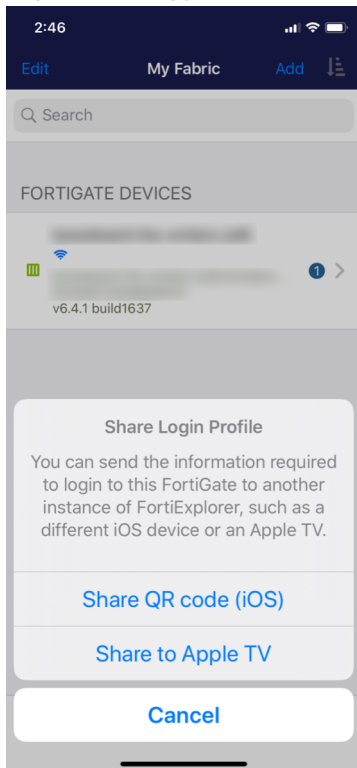 2:46
Edit My Fabric Add
Search
FORTIGATE DEVICES
1
v6.4.1 build1637
Share Login Profile
You can send the information required
to login to this FortiGate to another
instance of FortiExplorer, such as a
different iOS device or an Apple TV.
Share QR code (iOS)
Share to Apple TV
Cancel